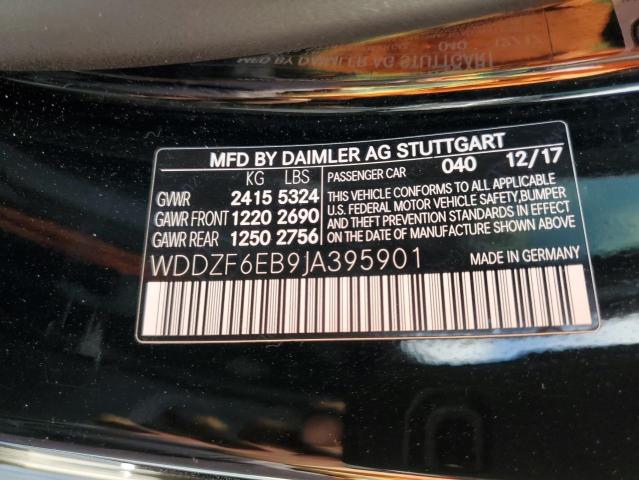 MFD BY DAIMLER AG STUTTGART
KG LBS
GVWR 2415 5324
GAWR FRONT 1220 2690
GAWR REAR 1250 2756
PASSENGER CAR 040 12/17
THIS VEHICLE CONFORMS TO ALL APPLICABLE
U.S. FEDERAL MOTOR VEHICLE SAFETY,BUMPER
AND THEFT PREVENTION STANDARDS IN EFFECT
ON THE DATE OF MANUFACTURE SHOWN ABOVE
WDDZF6EB9JA395901
MADE IN GERMANY